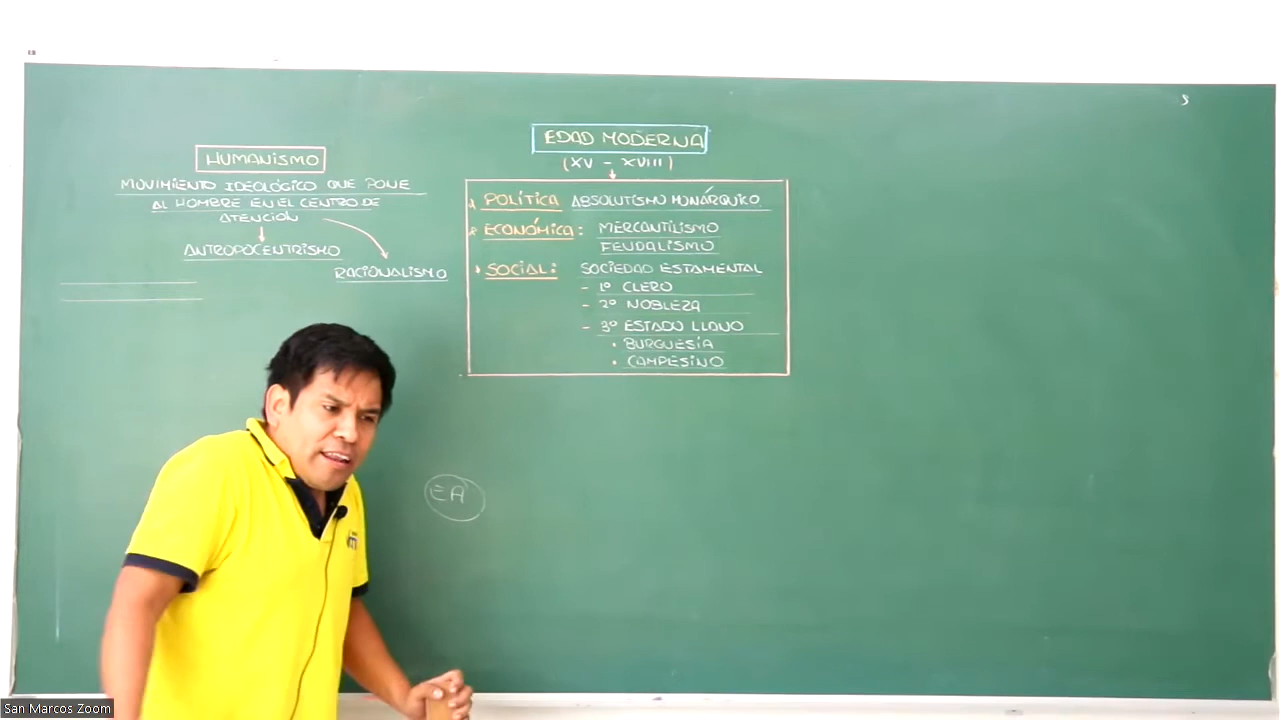 HUMANISMO
MOVIMIENTO IDEOLÓGICO QUE PONE
AL HOMBRE EN EL CENTRO DE
ATENCIÓN
ANTROPOCENTRISMO
RACIONALISMO
EDAD MODERNA
(XV - XVIII)
POLÍTICA ABSOLUTISMO MONÁRQUICO
ECONÓMICA: MERCANTILISMO
FEUDALISMO
SOCIAL: SOCIEDAD ESTAMENTAL
- 1º CLERO
- 2º NOBLEZA
- 3º ESTADO LLANO
• BURGUESÍA
• CAMPESINO
EA
San Marcos Zoom